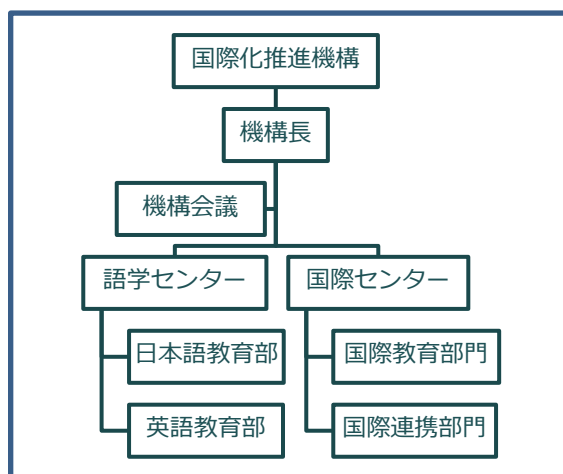 国際化推進機構
機構長
機構会議
語学センター
国際センター
日本語教育部
国際教育部門
英語教育部
国際連携部門